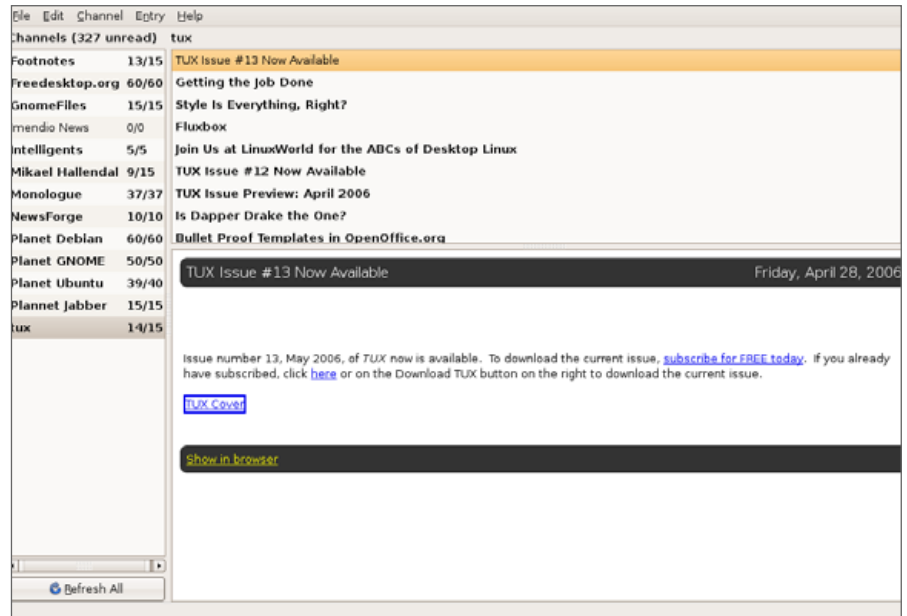 File Edit Channel Entry Help
Channels (327 unread) tux
Footnotes 13/15
Freedesktop.org 60/60
GnomeFiles 15/15
mendio News 0/0
Intelligents 5/5
Mikael Hallendal 9/15
Monologue 37/37
NewsForge 10/10
Planet Debian 60/60
Planet GNOME 50/50
Planet Ubuntu 39/40
Plannet Jabber 15/15
tux 14/15
Refresh All
TUX Issue #13 Now Available
Getting the Job Done
Style Is Everything, Right?
Fluxbox
Join Us at LinuxWorld for the ABCs of Desktop Linux
TUX Issue #12 Now Available
TUX Issue Preview: April 2006
Is Dapper Drake the One?
Bullet Proof Templates in OpenOffice.org
TUX Issue #13 Now Available Friday, April 28, 2006
Issue number 13, May 2006, of TUX now is available. To download the current issue, subscribe for FREE today. If you already
have subscribed, click here or on the Download TUX button on the right to download the current issue.
TUX Cover
Show in browser